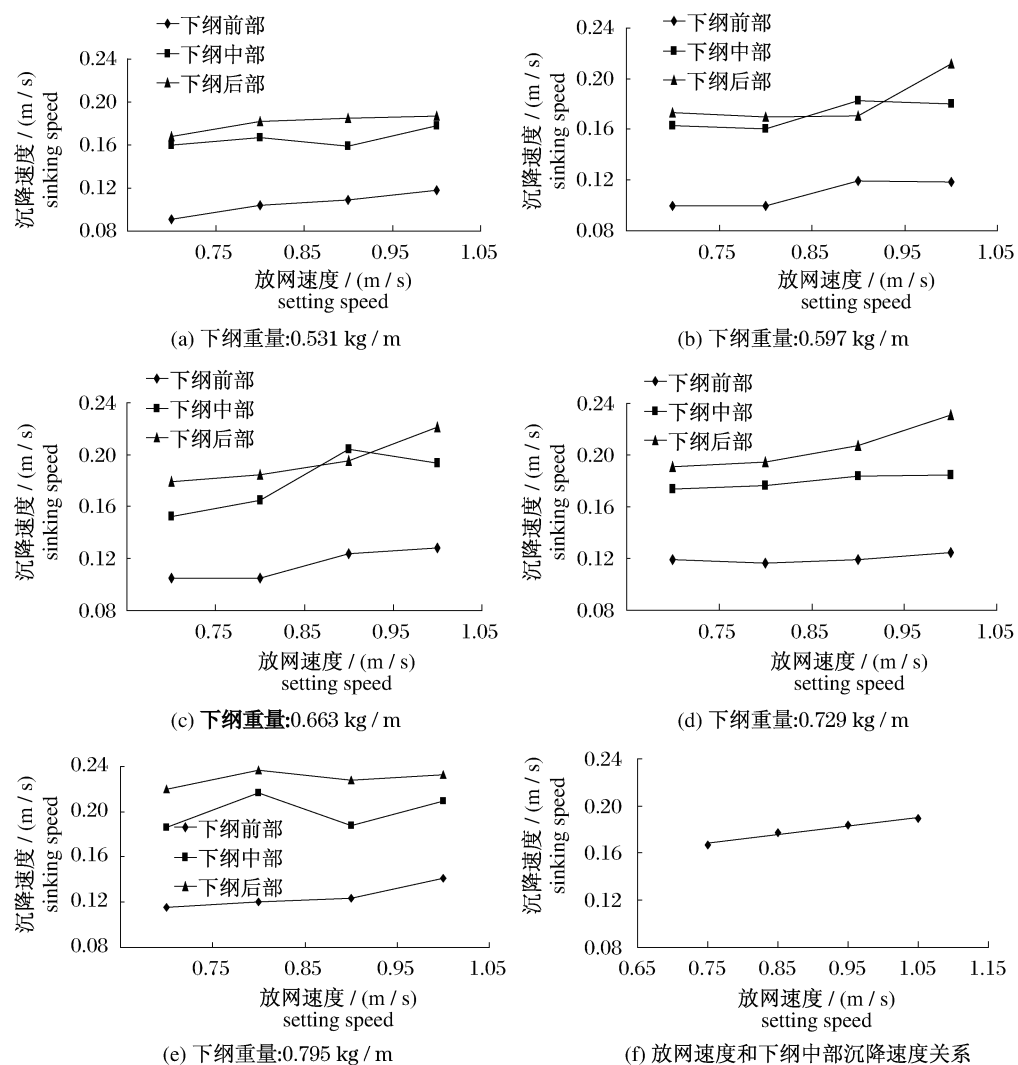 下纲前部
下纲中部
下纲后部
0.24
0.20
0.16
0.12
0.08
沉降速度 / (m / s)
sinking speed
0.75 0.85 0.95 1.05
放网速度 / (m / s)
setting speed
(a) 下纲重量:0.531 kg / m
下纲前部
下纲中部
下纲后部
0.24
0.20
0.16
0.12
0.08
沉降速度 / (m / s)
sinking speed
0.75 0.85 0.95 1.05
放网速度 / (m / s)
setting speed
(b) 下纲重量:0.597 kg / m
下纲前部
下纲中部
下纲后部
0.24
0.20
0.16
0.12
0.08
沉降速度 / (m / s)
sinking speed
0.75 0.85 0.95 1.05
放网速度 / (m / s)
setting speed
(c) 下纲重量:0.663 kg / m
下纲前部
下纲中部
下纲后部
0.24
0.20
0.16
0.12
0.08
沉降速度 / (m / s)
sinking speed
0.75 0.85 0.95 1.05
放网速度 / (m / s)
setting speed
(d) 下纲重量:0.729 kg / m
0.24
0.20
0.16
0.12
0.08
沉降速度 / (m / s)
sinking speed
下纲前部
下纲中部
下纲后部
0.75 0.85 0.95 1.05
放网速度 / (m / s)
setting speed
(e) 下纲重量:0.795 kg / m
0.24
0.20
0.16
0.12
0.08
沉降速度 / (m / s)
sinking speed
0.65 0.75 0.85 0.95 1.05 1.15
放网速度 / (m / s)
setting speed
(f) 放网速度和下纲中部沉降速度关系